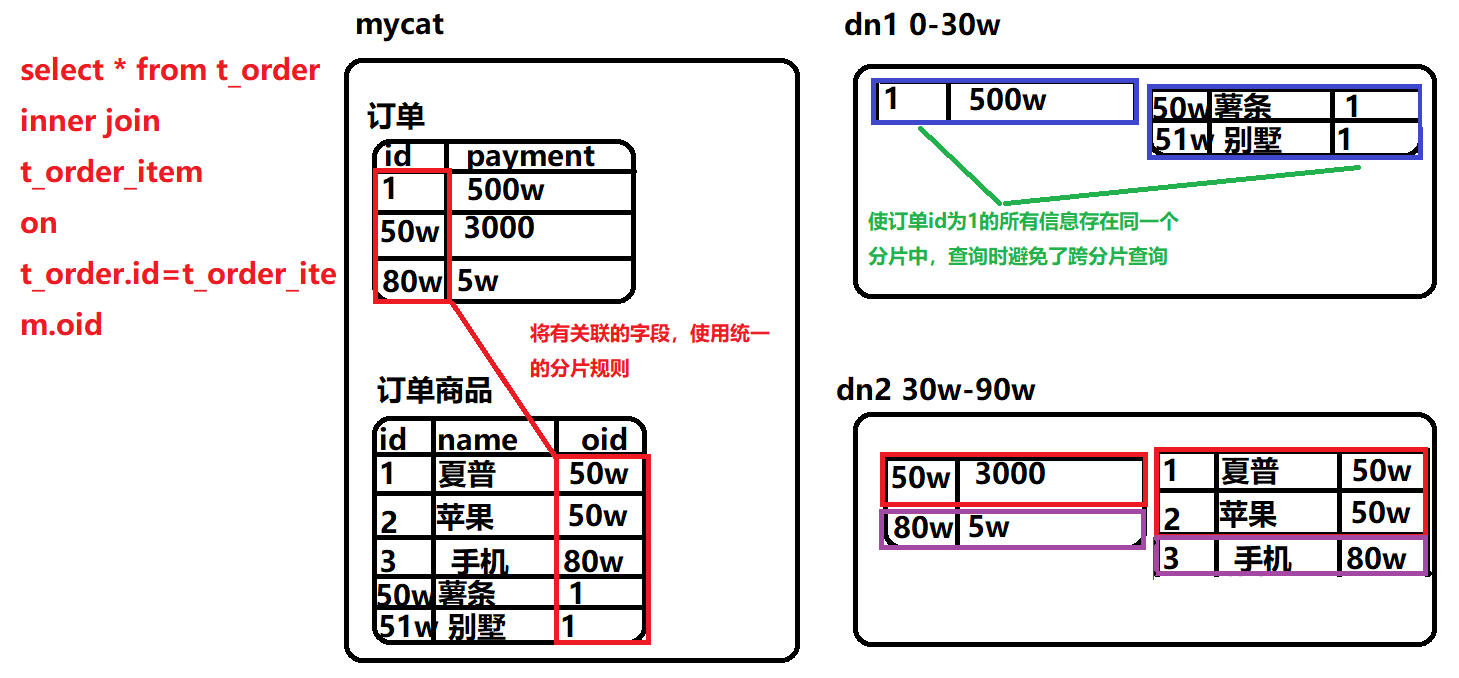 select * from t_order
inner join
t_order_item
on
t_order.id=t_order_ite
m.oid
mycat
订单
id payment
1 500w
50w 3000
80w 5w
将有关联的字段，使用统一
的分片规则
订单商品
id name oid
1 夏普 50w
2 苹果 50w
3 手机 80w
50w 薯条 1
51w 别墅 1
dn1 0-30w
1 500w
50w 薯条 1
51w 别墅 1
使订单id为1的所有信息存在同一个
分片中，查询时避免了跨分片查询
dn2 30w-90w
50w 3000
80w 5w
1 夏普 50w
2 苹果 50w
3 手机 80w